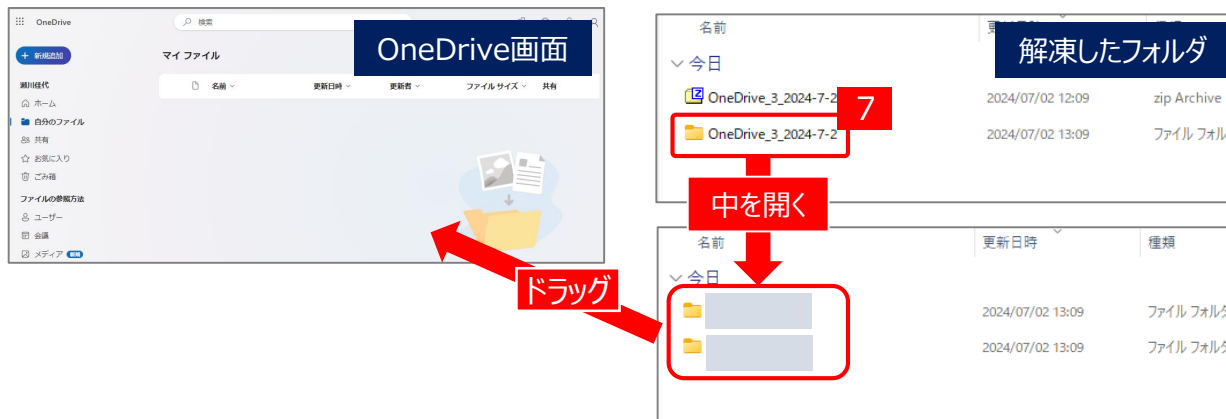 OneDrive
検索
OneDrive画面
+ 新規追加
マイ ファイル
名前
更新日時
更新者
ファイル サイズ
共有
瀬川佳代
ホーム
自分のファイル
共有
お気に入り
ごみ箱
ファイルの参照方法
ユーザー
会議
メディア
名前
解凍したフォルダ
今日
OneDrive_3_2024-7-2
2024/07/02 12:09
zip Archive
7
OneDrive_3_2024-7-2
2024/07/02 13:09
ファイル フォル
中を開く
名前
更新日時
種類
今日
ドラッグ
2024/07/02 13:09
ファイル フォルダ
2024/07/02 13:09
ファイル フォルダ